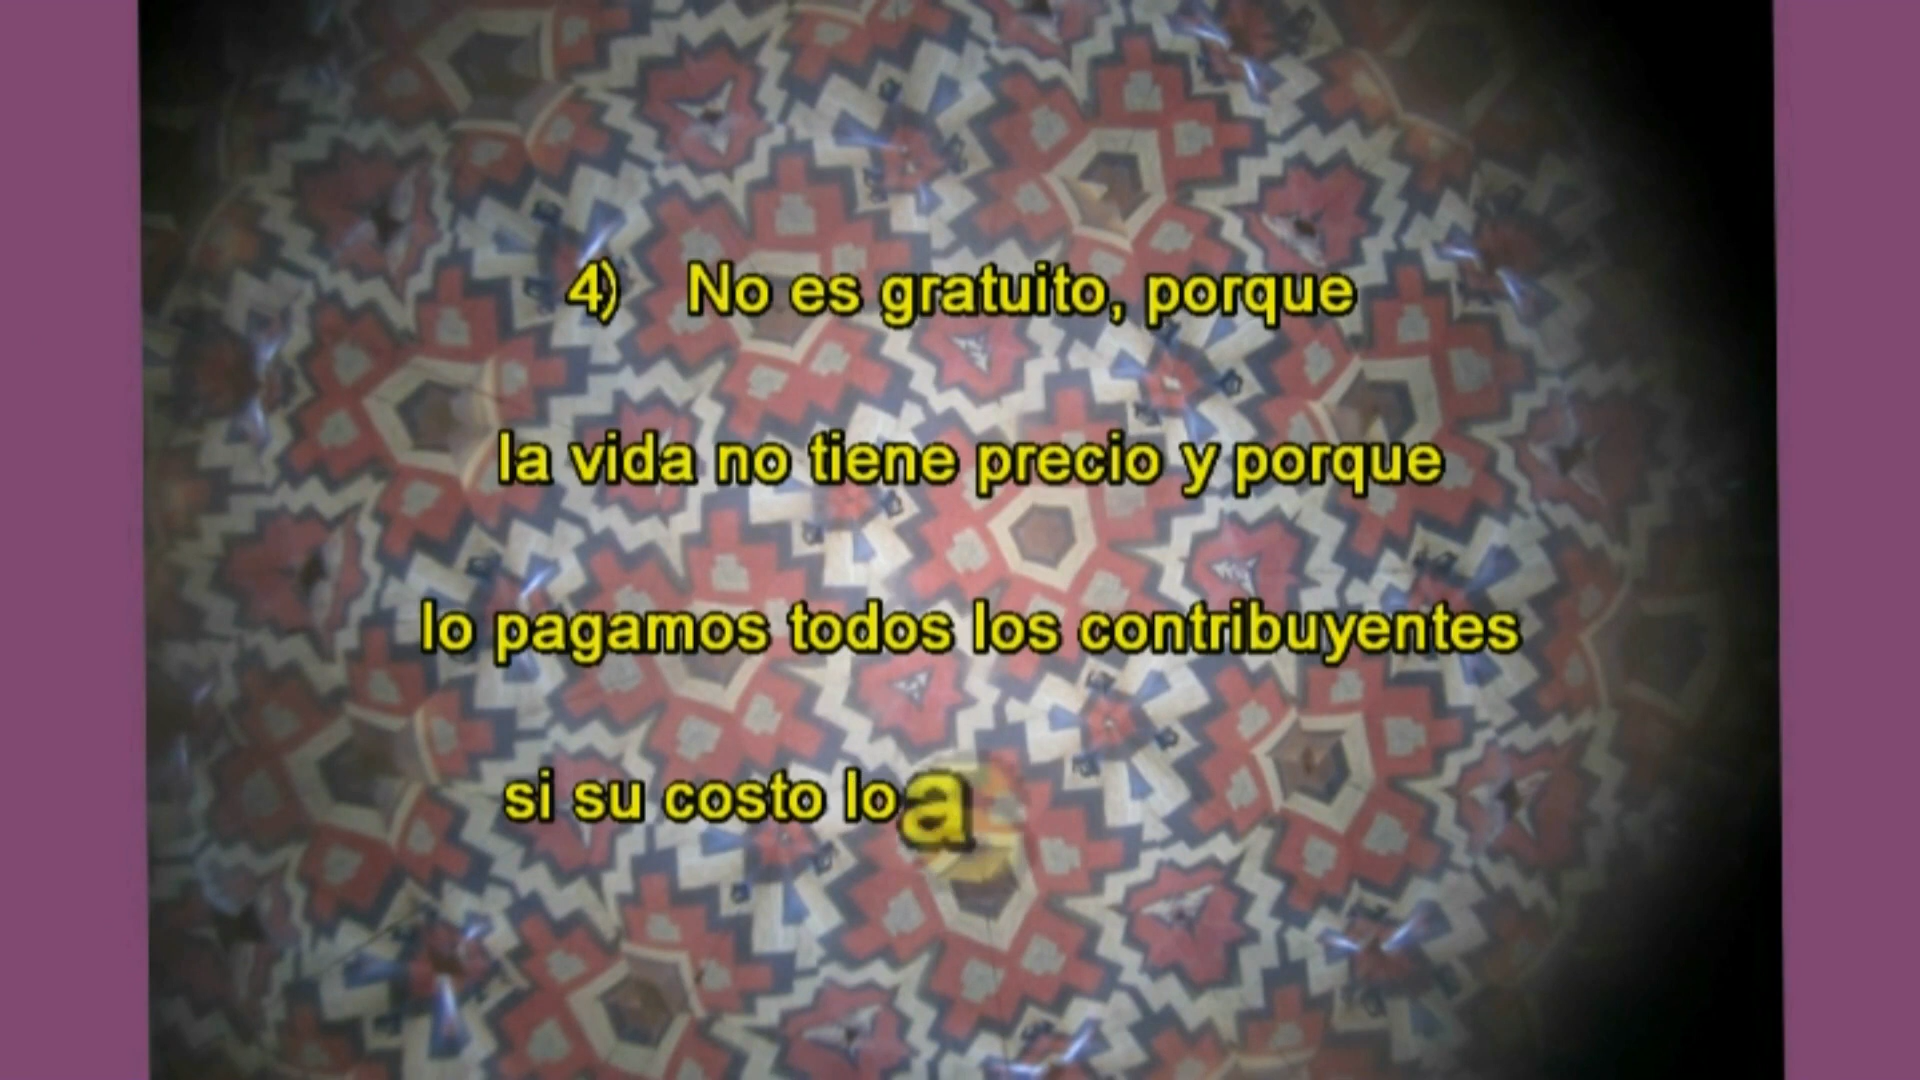 4) No es gratuito, porque
la vida no tiene precio y porque
lo pagamos todos los contribuyentes
si su costo lo a